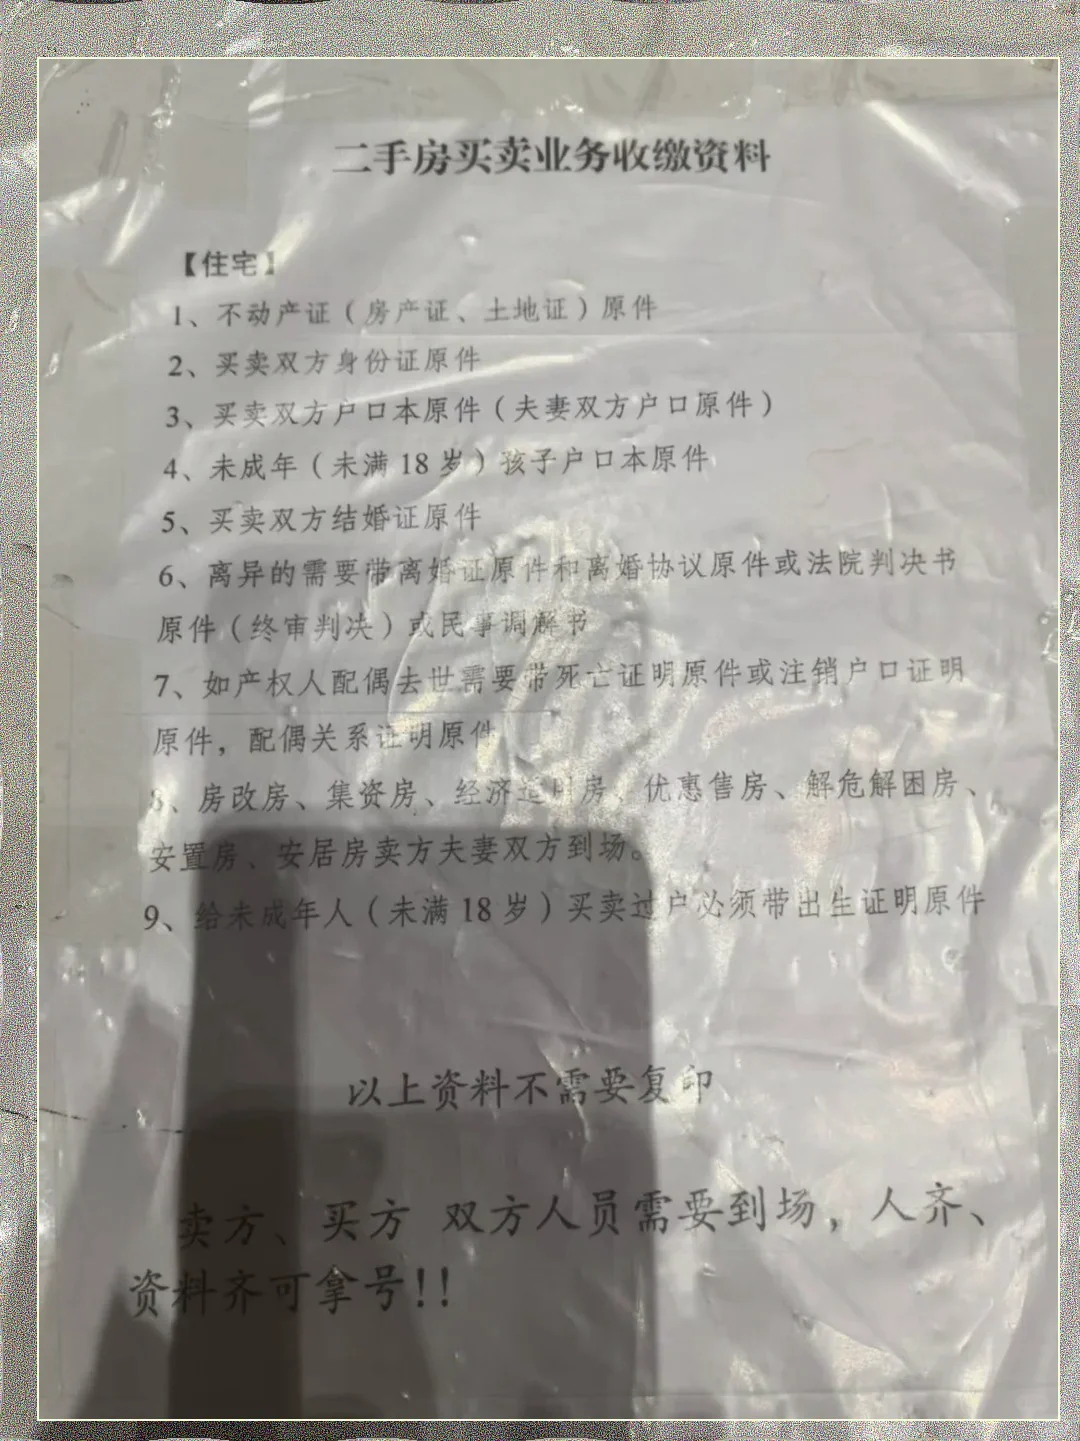 二手房买卖业务收缴资料
【住宅】
1、不动产证（房产证、土地证）原件
2、买卖双方身份证原件
3、买卖双方户口本原件（夫妻双方户口原件）
4、未成年（未满 18 岁）孩子户口本原件
5、买卖双方结婚证原件
6、离异的需要带离婚证原件和离婚协议原件或法院判决书
原件（终审判决）或民事调解书
7、如产权人配偶去世需要带死亡证明原件或注销户口证明
原件，配偶关系证明原件
8、房改房、集资房、经济适用房、优惠售房、解危解困房、
安置房、安居房卖方夫妻双方到场。
9、给未成年人（未满 18 岁）买卖过户必须带出生证明原件
以上资料不需要复印
卖方、买方 双方人员需要到场，人齐、
资料齐可拿号!!